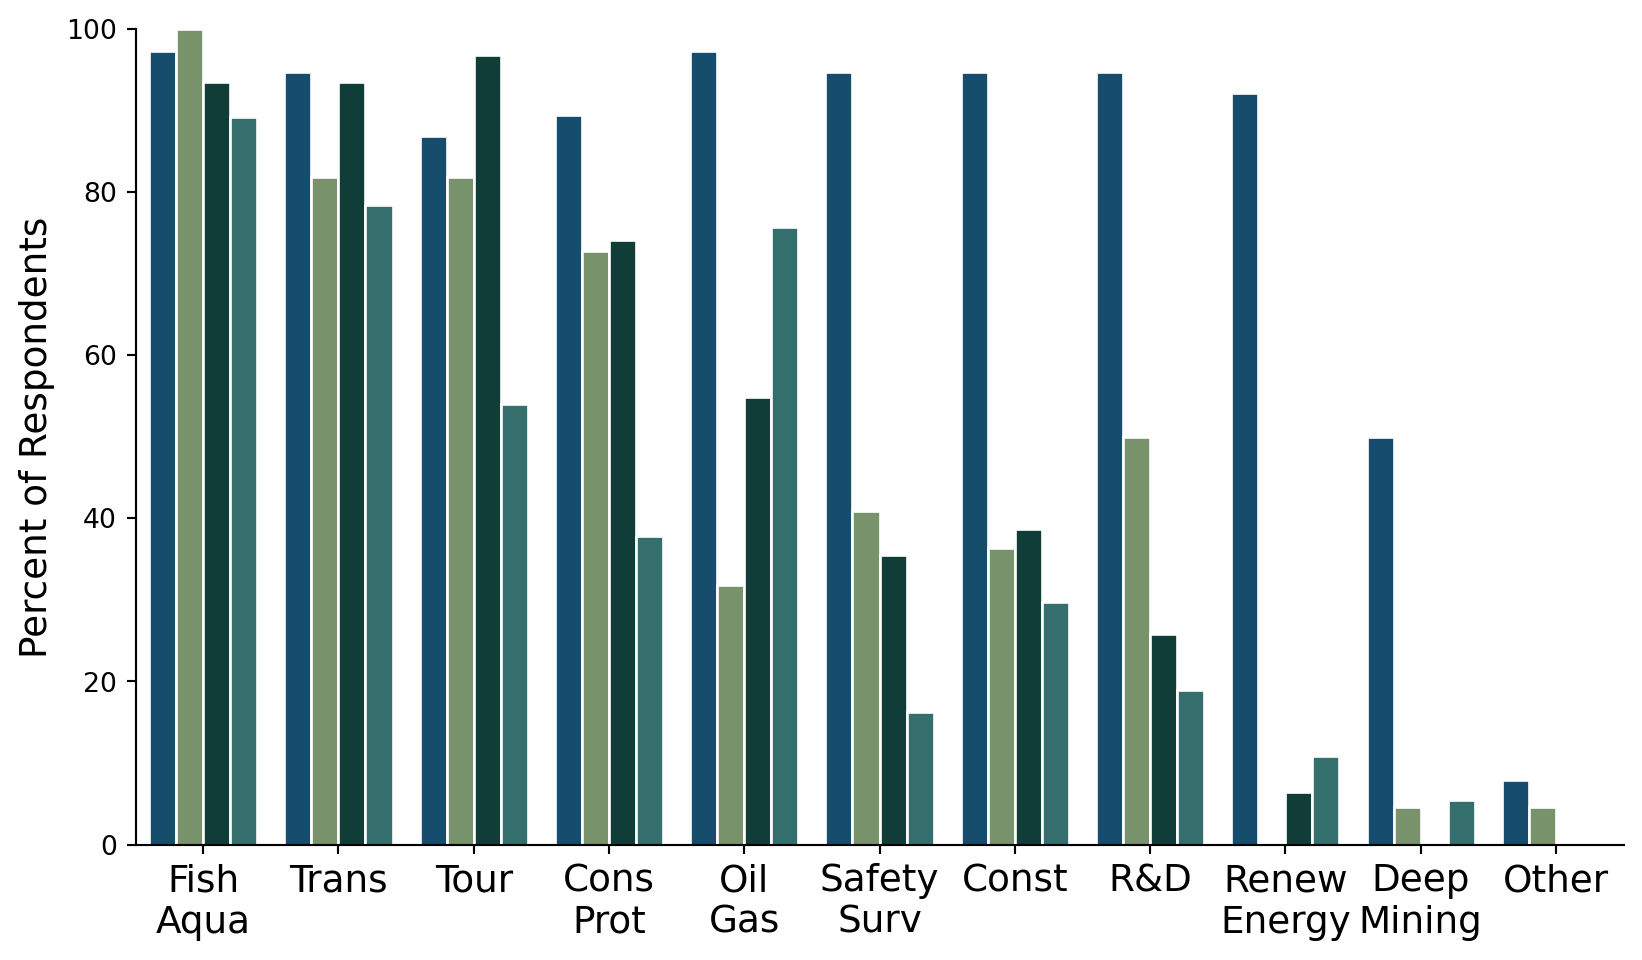 Percent of Respondents
100
80
60
40
20
0
Fish Aqua
Trans
Tour
Cons Prot
Oil Gas
Safety Surv
Const
R&D
Renew Energy
Deep Mining
Other